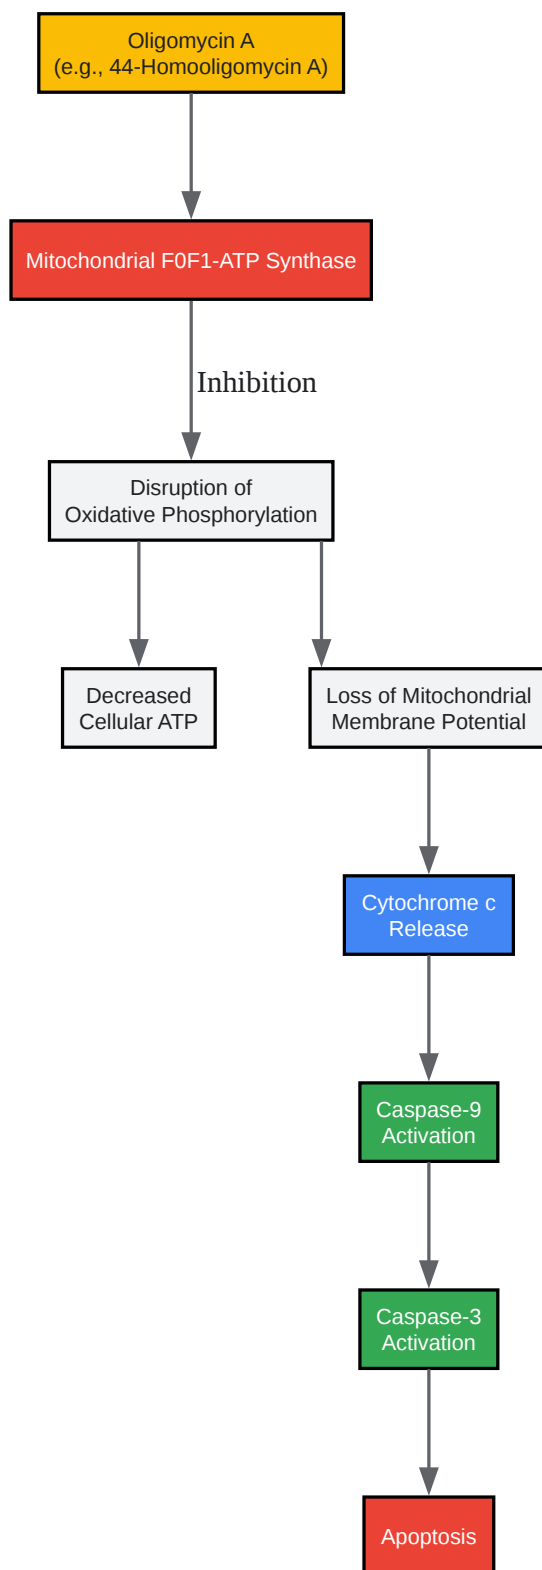 Oligomycin A
(e.g., 44-Homooligomycin A)
Mitochondrial F0F1-ATP Synthase
Inhibition
Disruption of
Oxidative Phosphorylation
Decreased
Cellular ATP
Loss of Mitochondrial
Membrane Potential
Cytochrome c
Release
Caspase-9
Activation
Caspase-3
Activation
Apoptosis